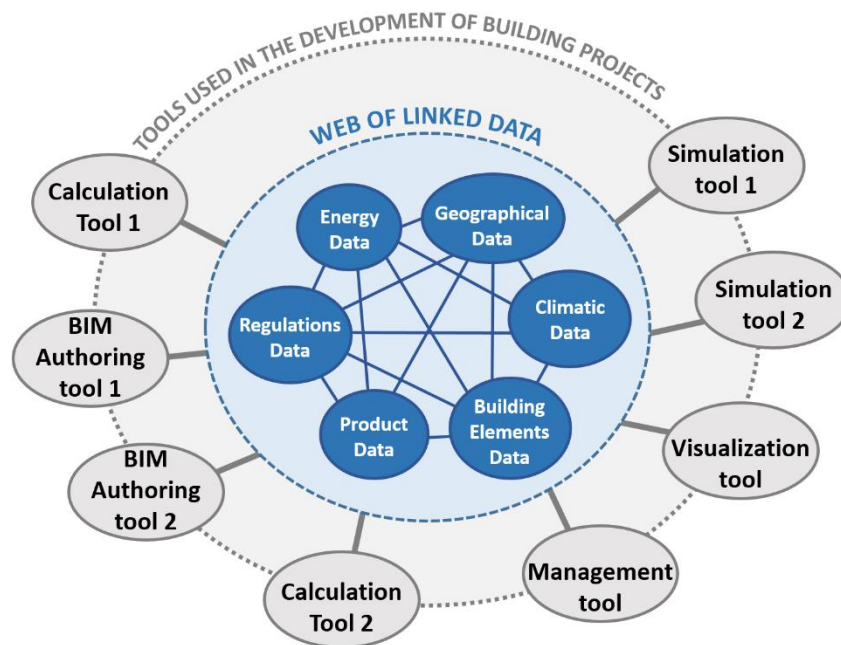 TOOLS USED IN THE DEVELOPMENT OF BUILDING PROJECTS
WEB OF LINKED DATA
Calculation
Tool 1
BIM
Authoring
tool 1
BIM
Authoring
tool 2
Calculation
Tool 2
Management
tool
Visualization
tool
Simulation
tool 2
Simulation
tool 1
Energy
Data
Geographical
Data
Regulations
Data
Climatic
Data
Product
Data
Building
Elements
Data